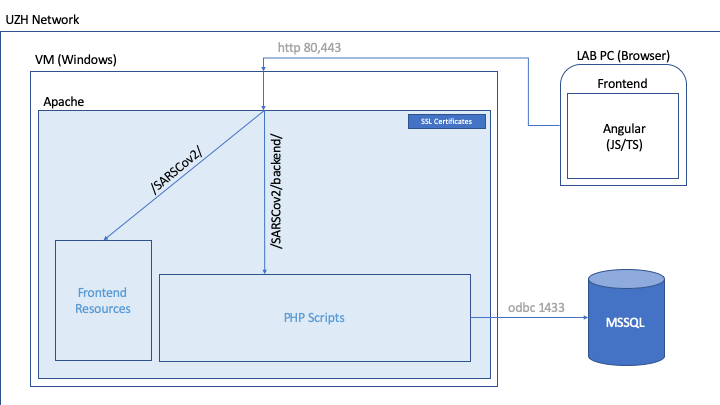 UZH Network
http 80,443
VM (Windows)
LAB PC (Browser)
Frontend
Apache
SSL Certificates
Angular
(JS/TS)
/SARSCov2/
/SARSCov2/backend/
Frontend
Resources
PHP Scripts
odbc 1433
MSSQL